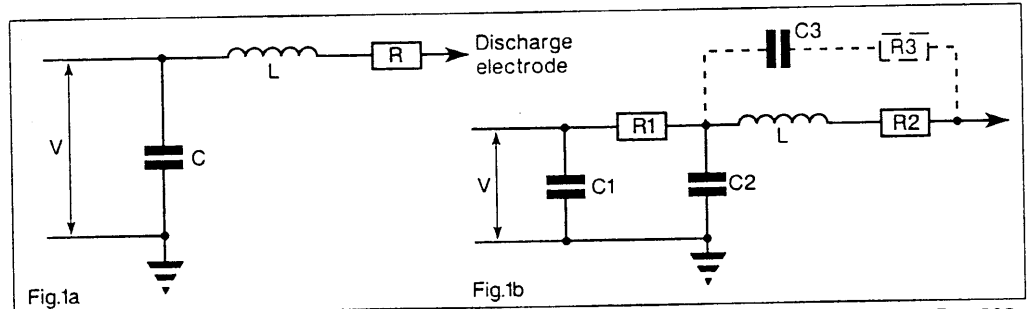 Discharge
electrode
L
R
V
C
Fig.1a
C3
R3
R1
L
R2
V
C1
C2
Fig.1b